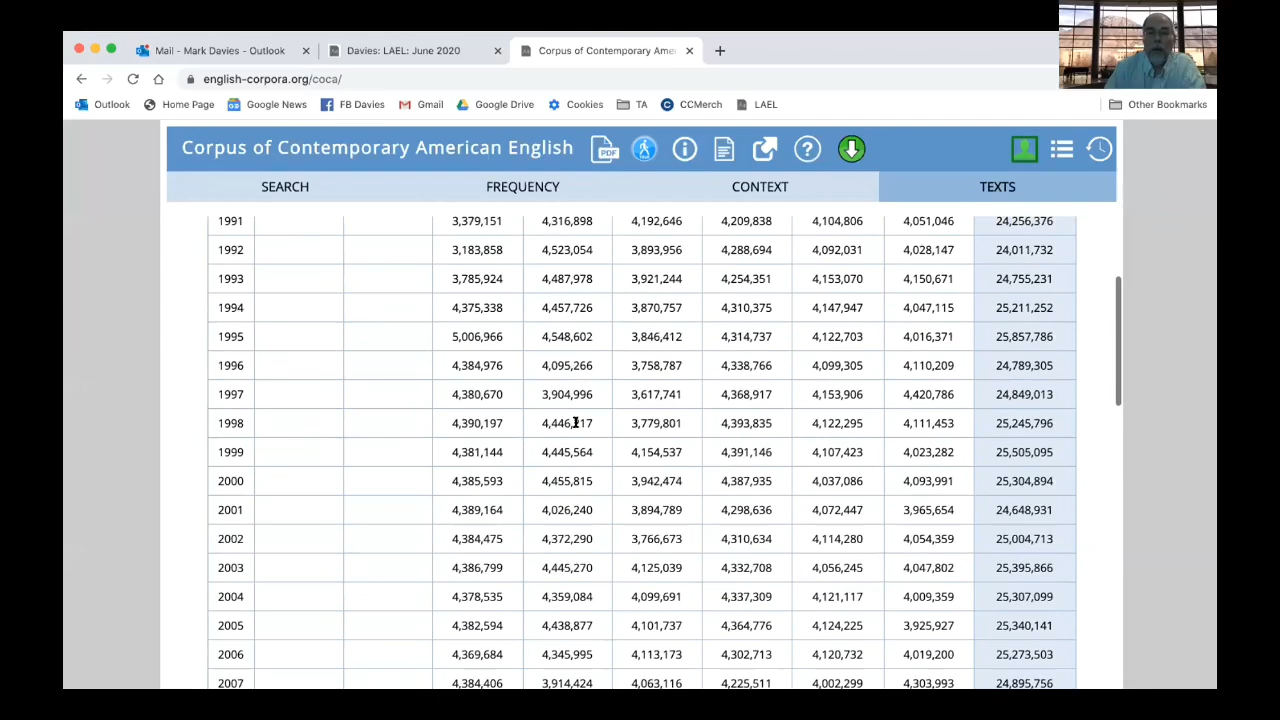 Mail - Mark Davies - Outlook
Davies: LAEL: June 2020
Corpus of Contemporary Amer
english-corpora.org/coca/
Outlook Home Page Google News FB Davies Gmail Google Drive Cookies TA CCMerch LAEL Other Bookmarks
Corpus of Contemporary American English PDF
SEARCH FREQUENCY CONTEXT TEXTS
1991 3,379,151 4,316,898 4,192,646 4,209,838 4,104,806 4,051,046 24,256,376
1992 3,183,858 4,523,054 3,893,956 4,288,694 4,092,031 4,028,147 24,011,732
1993 3,785,924 4,487,978 3,921,244 4,254,351 4,153,070 4,150,671 24,755,231
1994 4,375,338 4,457,726 3,870,757 4,310,375 4,147,947 4,047,115 25,211,252
1995 5,006,966 4,548,602 3,846,412 4,314,737 4,122,703 4,016,371 25,857,786
1996 4,384,976 4,095,266 3,758,787 4,338,766 4,099,305 4,110,209 24,789,305
1997 4,380,670 3,904,996 3,617,741 4,368,917 4,153,906 4,420,786 24,849,013
1998 4,390,197 3,779,801 4,393,835 4,122,295 4,111,453 25,245,796
1999 4,381,144 4,445,564 4,154,537 4,391,146 4,107,423 4,023,282 25,505,095
2000 4,385,593 4,455,815 3,942,474 4,387,935 4,037,086 4,093,991 25,304,894
2001 4,389,164 4,026,240 3,894,789 4,298,636 4,072,447 3,965,654 24,648,931
2002 4,384,475 4,372,290 3,766,673 4,310,634 4,114,280 4,054,359 25,004,713
2003 4,386,799 4,445,270 4,125,039 4,332,708 4,056,245 4,047,802 25,395,866
2004 4,378,535 4,359,084 4,099,691 4,337,309 4,121,117 4,009,359 25,307,099
2005 4,382,594 4,438,877 4,101,737 4,364,776 4,124,225 3,925,927 25,340,141
2006 4,369,684 4,345,995 4,113,173 4,302,713 4,120,732 4,019,200 25,273,503
2007 4,384,406 3,914,424 4,063,116 4,225,511 4,002,299 4,303,993 24,895,756